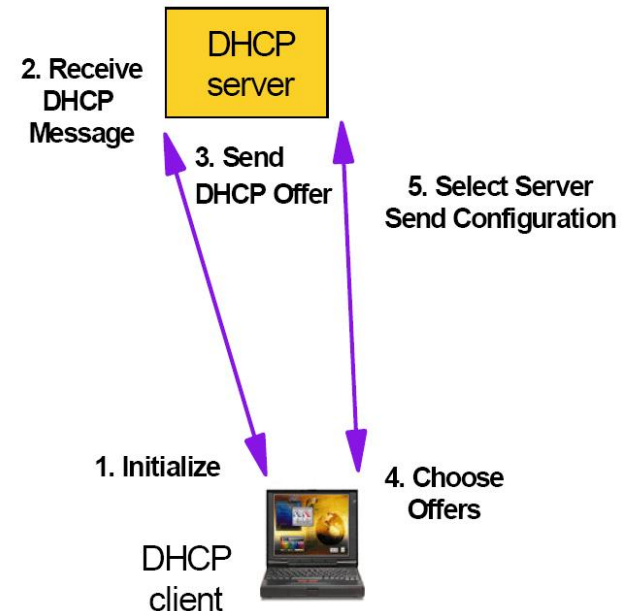 DHCP
server
2. Receive
DHCP
Message
3. Send
DHCP Offer
5. Select Server
Send Configuration
1. Initialize
4. Choose
Offers
DHCP
client